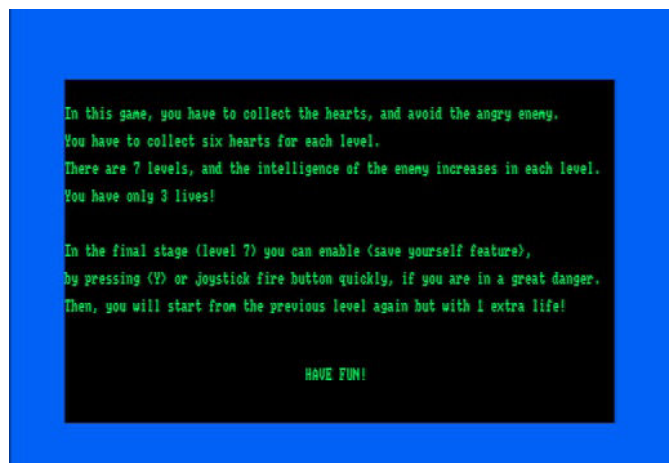 In this game, you have to collect the hearts, and avoid the angry enemy.
You have to collect six hearts for each level.
There are 7 levels, and the intelligence of the enemy increases in each level.
You have only 3 lives!
In the final stage (level 7) you can enable (save yourself feature),
by pressing (Y) or joystick fire button quickly, if you are in a great danger.
Then, you will start from the previous level again but with 1 extra life!
HAVE FUN!